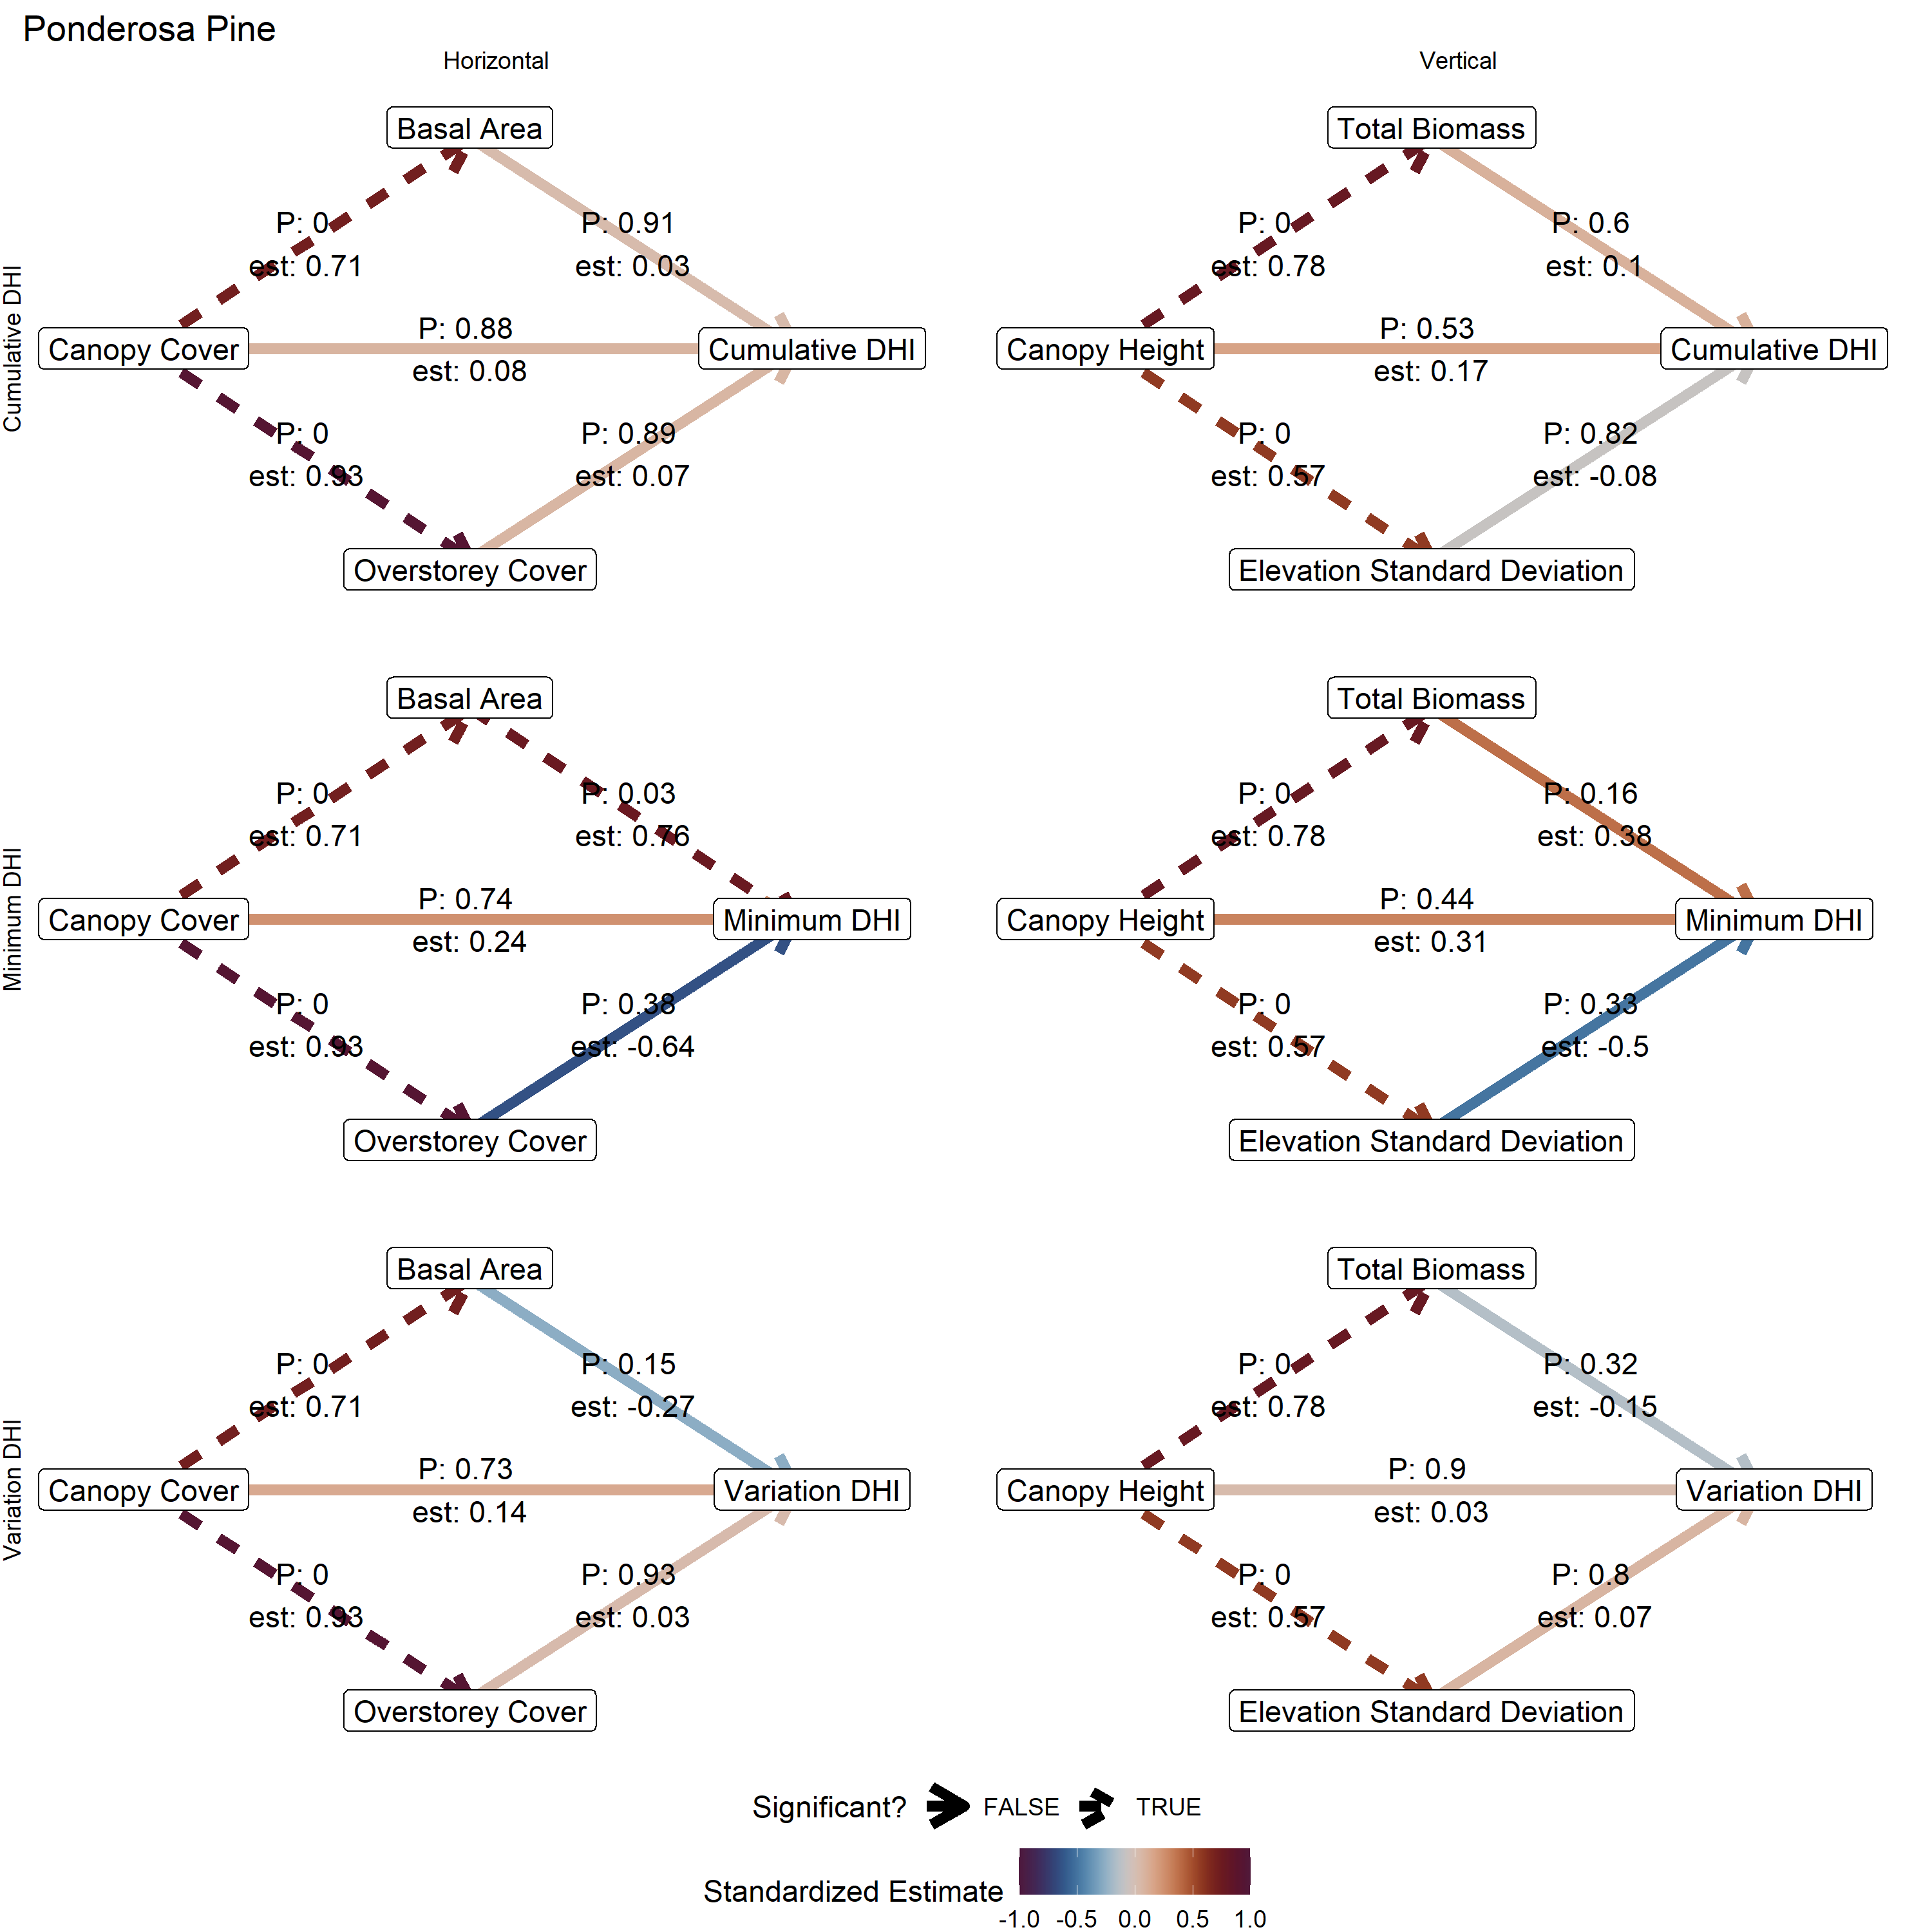 Ponderosa Pine
Horizontal
Vertical
Cumulative DHI
Basal Area
P: 0
est: 0.71
P: 0.91
est: 0.03
Canopy Cover
P: 0.88
est: 0.08
Cumulative DHI
P: 0
est: 0.93
P: 0.89
est: 0.07
Overstorey Cover
Total Biomass
P: 0
est: 0.78
P: 0.6
est: 0.1
Canopy Height
P: 0.53
est: 0.17
Cumulative DHI
P: 0
est: 0.57
P: 0.82
est: -0.08
Elevation Standard Deviation
Minimum DHI
Basal Area
P: 0
est: 0.71
P: 0.03
est: 0.76
Canopy Cover
P: 0.74
est: 0.24
Minimum DHI
P: 0
est: 0.93
P: 0.38
est: -0.64
Overstorey Cover
Total Biomass
P: 0
est: 0.78
P: 0.16
est: 0.38
Canopy Height
P: 0.44
est: 0.31
Minimum DHI
P: 0
est: 0.57
P: 0.33
est: -0.5
Elevation Standard Deviation
Variation DHI
Basal Area
P: 0
est: 0.71
P: 0.15
est: -0.27
Canopy Cover
P: 0.73
est: 0.14
Variation DHI
P: 0
est: 0.93
P: 0.93
est: 0.03
Overstorey Cover
Total Biomass
P: 0
est: 0.78
P: 0.32
est: -0.15
Canopy Height
P: 0.9
est: 0.03
Variation DHI
P: 0
est: 0.57
P: 0.8
est: 0.07
Elevation Standard Deviation
Significant? FALSE TRUE
Standardized Estimate
-1.0 -0.5 0.0 0.5 1.0